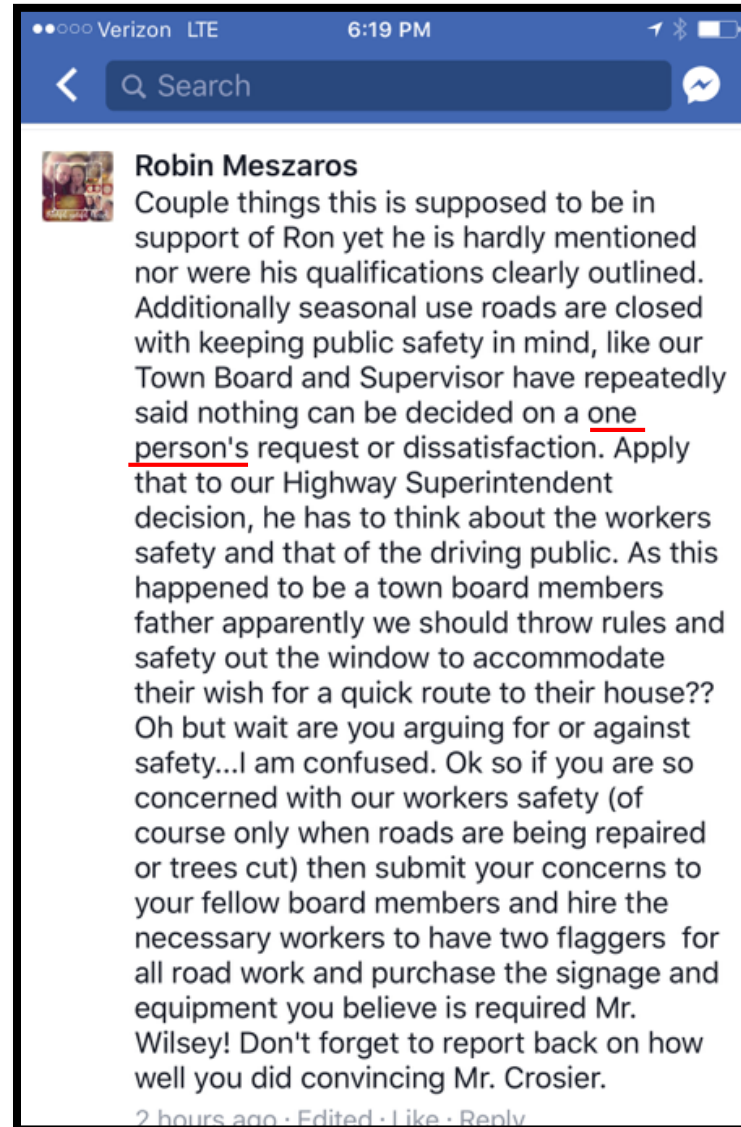 Verizon LTE 6:19 PM
Search
Robin Meszaros
Couple things this is supposed to be in
support of Ron yet he is hardly mentioned
nor were his qualifications clearly outlined.
Additionally seasonal use roads are closed
with keeping public safety in mind, like our
Town Board and Supervisor have repeatedly
said nothing can be decided on a one
person's request or dissatisfaction. Apply
that to our Highway Superintendent
decision, he has to think about the workers
safety and that of the driving public. As this
happened to be a town board members
father apparently we should throw rules and
safety out the window to accommodate
their wish for a quick route to their house??
Oh but wait are you arguing for or against
safety...I am confused. Ok so if you are so
concerned with our workers safety (of
course only when roads are being repaired
or trees cut) then submit your concerns to
your fellow board members and hire the
necessary workers to have two flaggers for
all road work and purchase the signage and
equipment you believe is required Mr.
Wilsey! Don't forget to report back on how
well you did convincing Mr. Crosier.
2 hours ago · Edited · Like · Reply